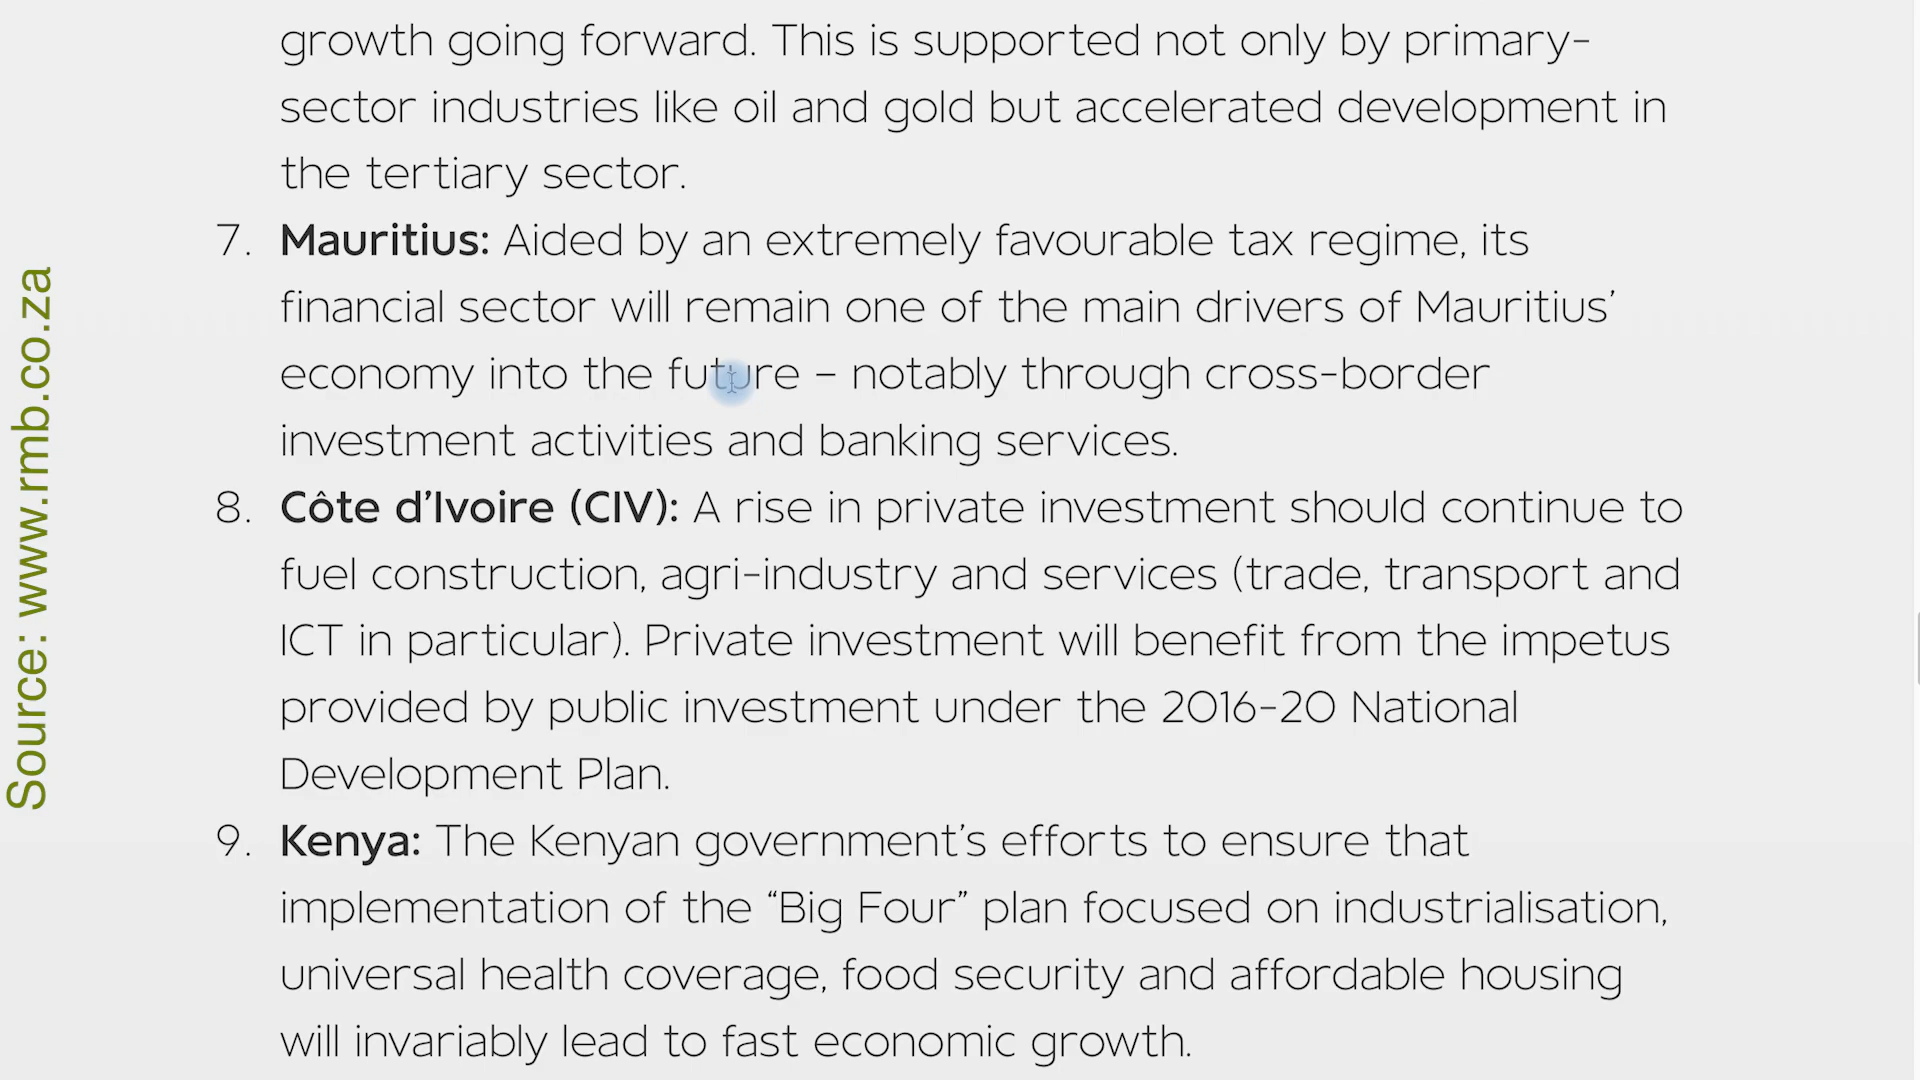 growth going forward. This is supported not only by primary-
sector industries like oil and gold but accelerated development in
the tertiary sector.
7. Mauritius: Aided by an extremely favourable tax regime, its
financial sector will remain one of the main drivers of Mauritius’
economy into the future – notably through cross-border
investment activities and banking services.
8. Côte d’Ivoire (CIV): A rise in private investment should continue to
fuel construction, agri-industry and services (trade, transport and
ICT in particular). Private investment will benefit from the impetus
provided by public investment under the 2016-20 National
Development Plan.
9. Kenya: The Kenyan government’s efforts to ensure that
implementation of the “Big Four” plan focused on industrialisation,
universal health coverage, food security and affordable housing
will invariably lead to fast economic growth.
Source: www.rmb.co.za